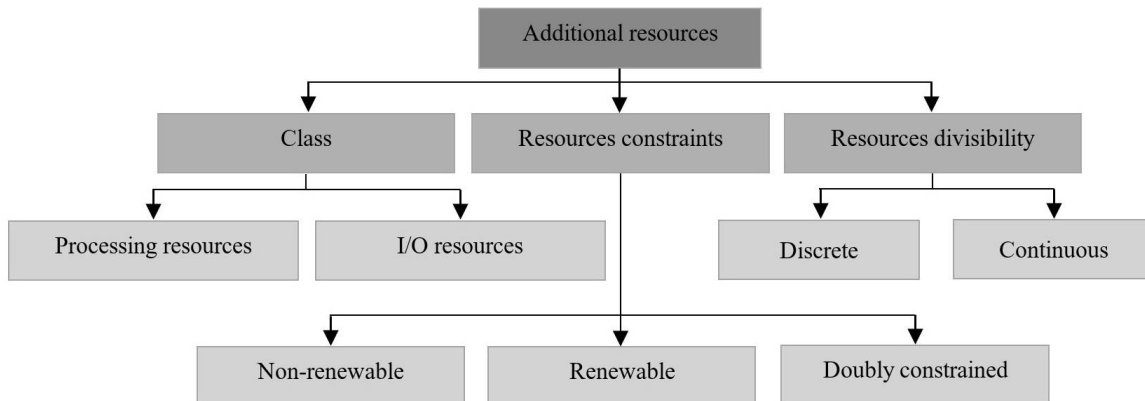 Additional resources
Class
Resources constraints
Resources divisibility
Processing resources
I/O resources
Discrete
Continuous
Non-renewable
Renewable
Doubly constrained